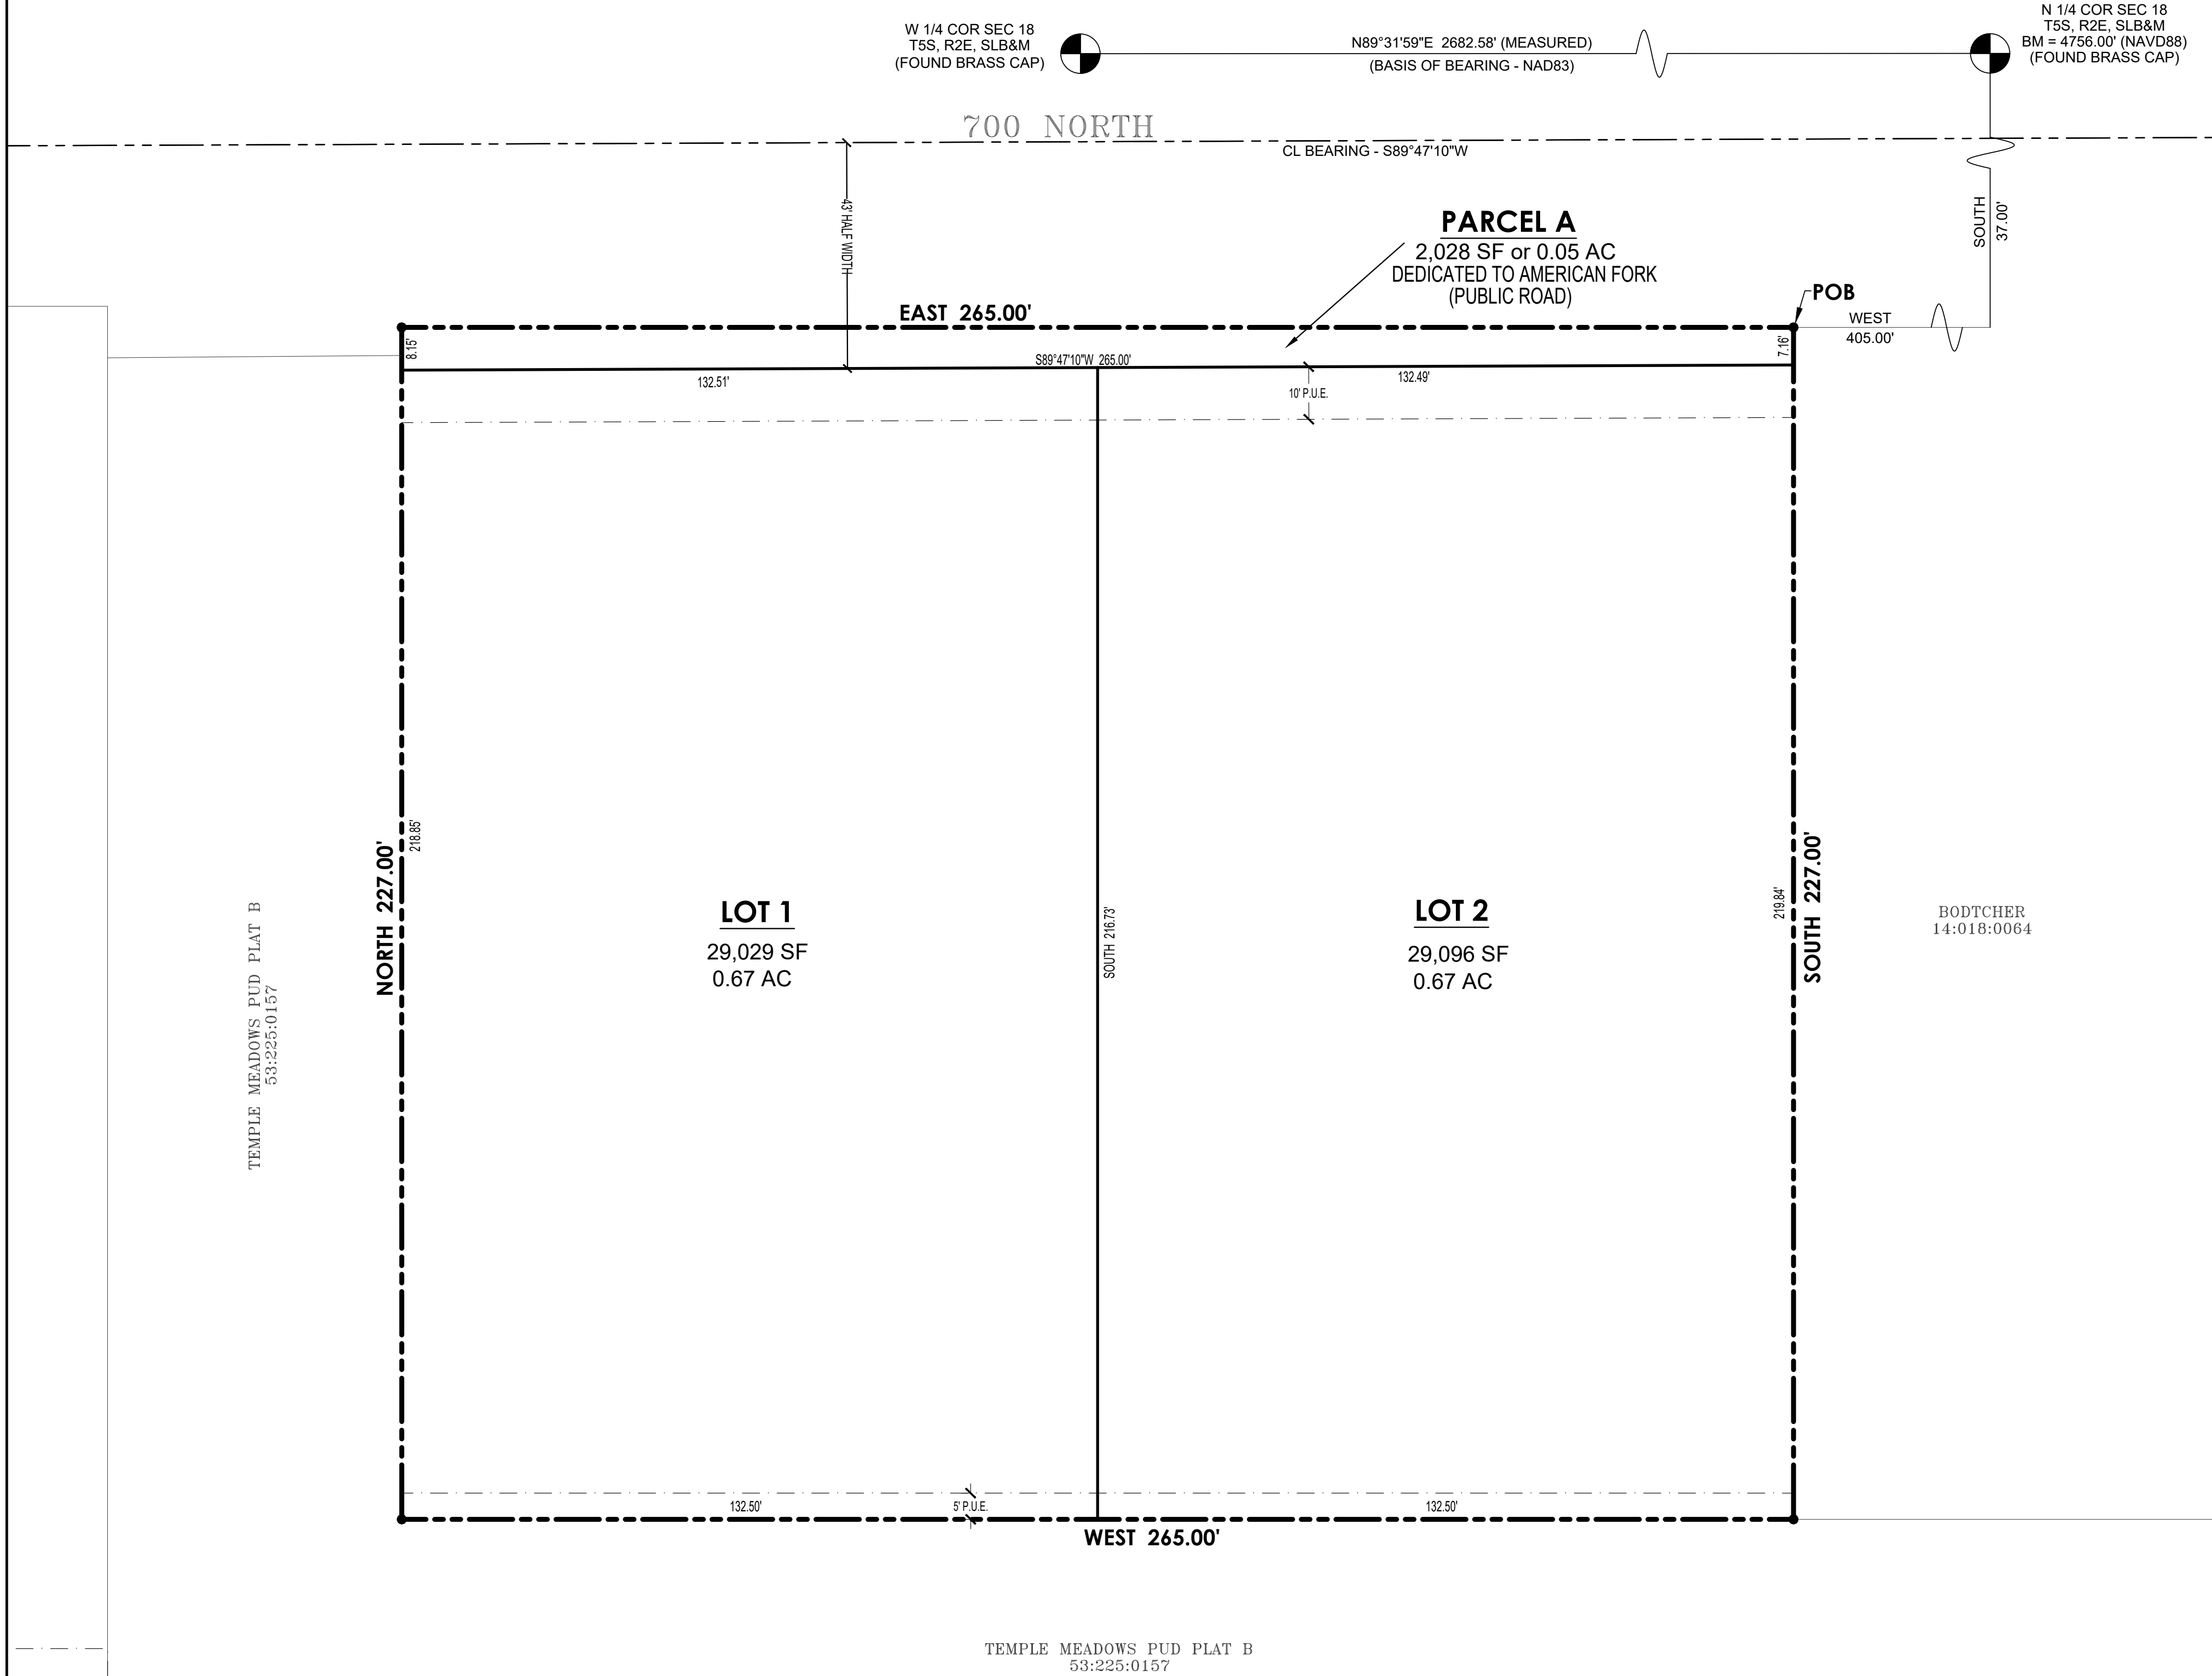 W 1/4 COR SEC 18
T5S, R2E, SLB&M
(FOUND BRASS CAP)
N89°31'59"E 2682.58' (MEASURED)
(BASIS OF BEARING - NAD83)
N 1/4 COR SEC 18
T5S, R2E, SLB&M
BM = 4756.00' (NAVD88)
(FOUND BRASS CAP)
700 NORTH
CL BEARING - S89°47'10"W
43' HALF WIDTH
SOUTH
37.00'
PARCEL A
2,028 SF or 0.05 AC
DEDICATED TO AMERICAN FORK
(PUBLIC ROAD)
POB
WEST
405.00'
EAST 265.00'
8.15'
7.16'
S89°47'10"W 265.00'
132.51'
132.49'
10' P.U.E.
NORTH 227.00'
218.85'
LOT 1
29,029 SF
0.67 AC
SOUTH 216.73'
LOT 2
29,096 SF
0.67 AC
219.84'
SOUTH 227.00'
BODTCHER
14:018:0064
TEMPLE MEADOWS PUD PLAT B
53:225:0157
132.50'
5' P.U.E.
132.50'
WEST 265.00'
TEMPLE MEADOWS PUD PLAT B
53:225:0157